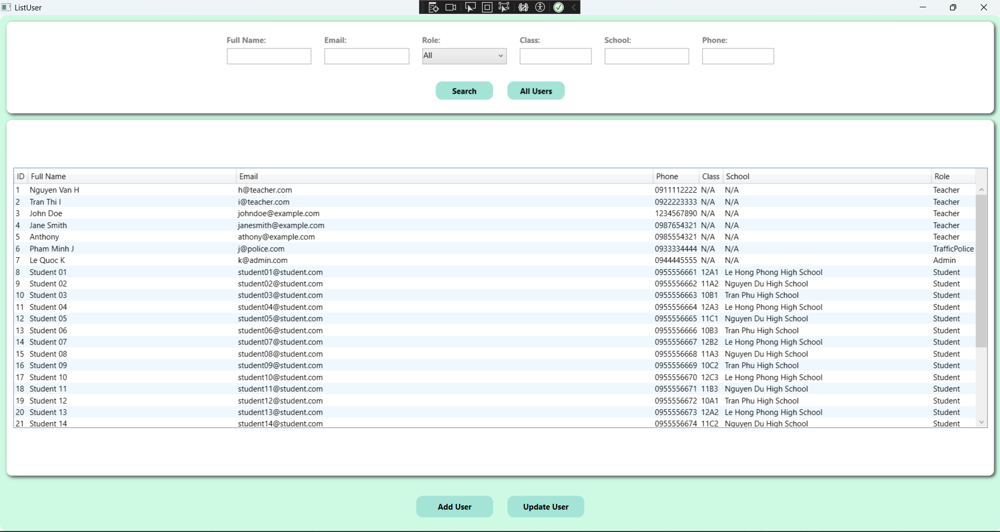 ListUser
Full Name: Email: Role: Class: School: Phone:
All
Search All Users
ID Full Name Email Phone Class School Role
1 Nguyen Van H h@teacher.com 0911112222 N/A N/A Teacher
2 Tran Thi I i@teacher.com 0922223333 N/A N/A Teacher
3 John Doe johndoe@example.com 1234567890 N/A N/A Teacher
4 Jane Smith janesmith@example.com 0987654321 N/A N/A Teacher
5 Anthony athony@example.com 0985554321 N/A N/A Teacher
6 Pham Minh J j@police.com 0933334444 N/A N/A TrafficPolice
7 Le Quoc K k@admin.com 0944445555 N/A N/A Admin
8 Student 01 student01@student.com 0955556661 12A1 Le Hong Phong High School Student
9 Student 02 student02@student.com 0955556662 11A2 Nguyen Du High School Student
10 Student 03 student03@student.com 0955556663 10B1 Tran Phu High School Student
11 Student 04 student04@student.com 0955556664 12A3 Le Hong Phong High School Student
12 Student 05 student05@student.com 0955556665 11C1 Nguyen Du High School Student
13 Student 06 student06@student.com 0955556666 10B3 Tran Phu High School Student
14 Student 07 student07@student.com 0955556667 12B2 Le Hong Phong High School Student
15 Student 08 student08@student.com 0955556668 11A3 Nguyen Du High School Student
16 Student 09 student09@student.com 0955556669 10C2 Tran Phu High School Student
17 Student 10 student10@student.com 0955556670 12C3 Le Hong Phong High School Student
18 Student 11 student11@student.com 0955556671 11B3 Nguyen Du High School Student
19 Student 12 student12@student.com 0955556672 10A1 Tran Phu High School Student
20 Student 13 student13@student.com 0955556673 12A2 Le Hong Phong High School Student
21 Student 14 student14@student.com 0955556674 11C2 Nguyen Du High School Student
Add User Update User